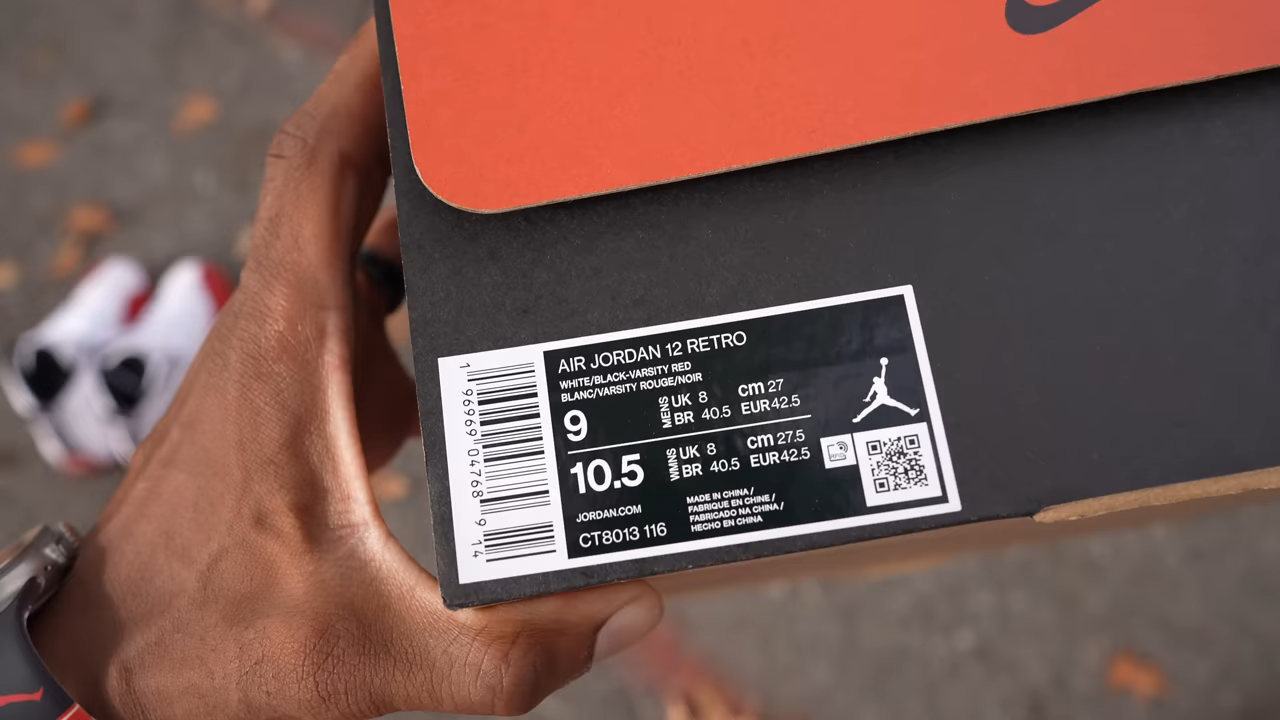 AIR JORDAN 12 RETRO
WHITE/BLACK-VARSITY RED
BLANC/VARSITY ROUGE/NOIR
9
MENS
UK 8 cm 27
BR 40.5 EUR 42.5
10.5
WMNS
UK 8 cm 27.5
BR 40.5 EUR 42.5
JORDAN.COM
CT8013 116
MADE IN CHINA /
FABRIQUE EN CHINE /
FABRICADO NA CHINA /
HECHO EN CHINA
1 96969 04768 9 14